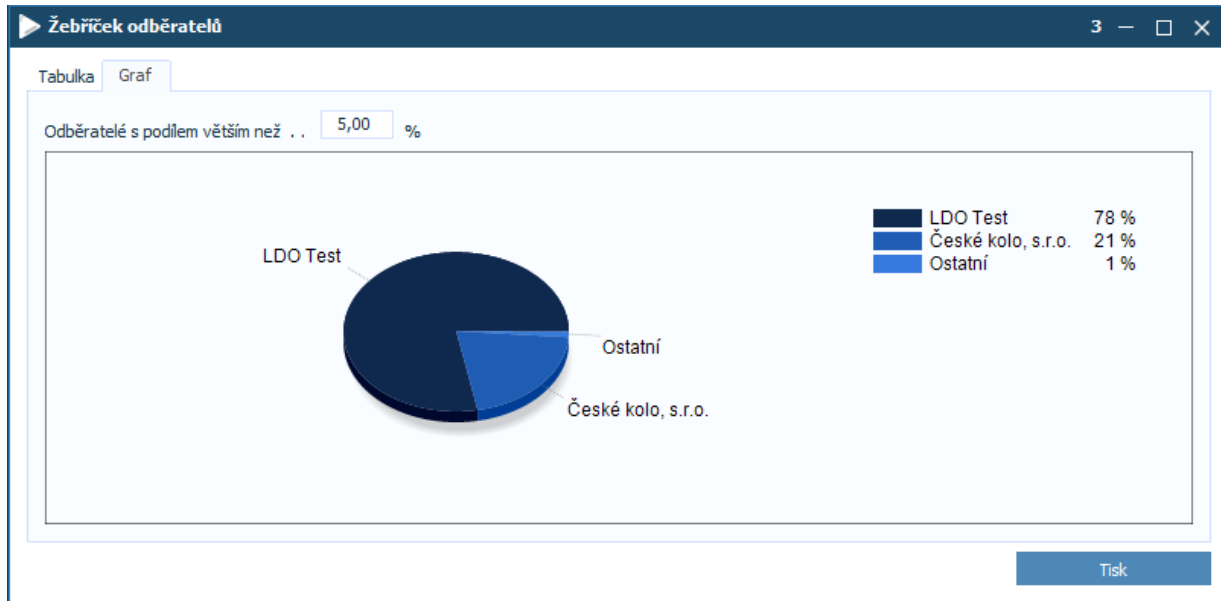 Žebříček odběratelů 3
Tabulka Graf
Odběratelé s podílem větším než . . 5,00 %
LDO Test 78 %
České kolo, s.r.o. 21 %
Ostatní 1 %
LDO Test
Ostatní
České kolo, s.r.o.
Tisk